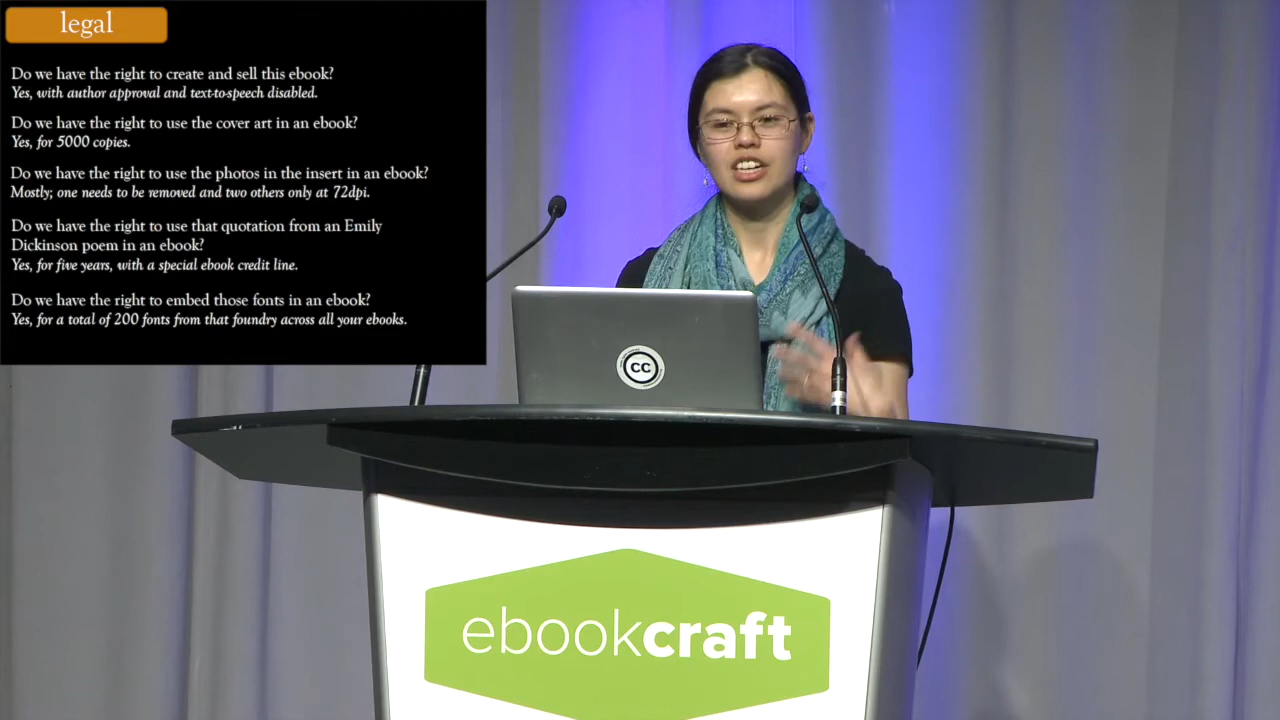 legal
Do we have the right to create and sell this ebook?
Yes, with author approval and text-to-speech disabled.
Do we have the right to use the cover art in an ebook?
Yes, for 5000 copies.
Do we have the right to use the photos in the insert in an ebook?
Mostly; one needs to be removed and two others only at 72dpi.
Do we have the right to use that quotation from an Emily
Dickinson poem in an ebook?
Yes, for five years, with a special ebook credit line.
Do we have the right to embed those fonts in an ebook?
Yes, for a total of 200 fonts from that foundry across all your ebooks.
CC
ebookcraft